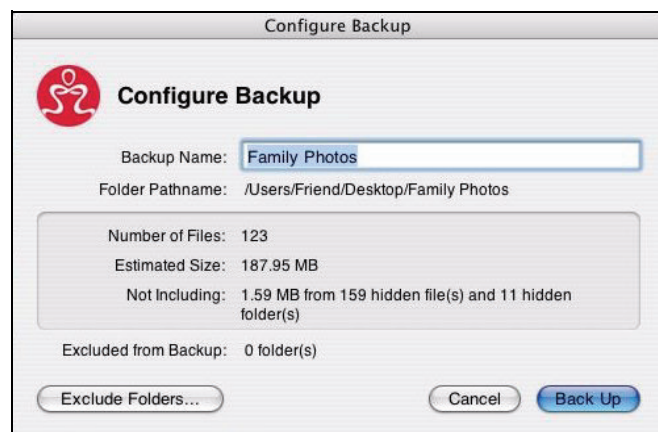 Configure Backup
Configure Backup
Backup Name: Family Photos
Folder Pathname: /Users/Friend/Desktop/Family Photos
Number of Files: 123
Estimated Size: 187.95 MB
Not Including: 1.59 MB from 159 hidden file(s) and 11 hidden
folder(s)
Excluded from Backup: 0 folder(s)
Exclude Folders... Cancel Back Up